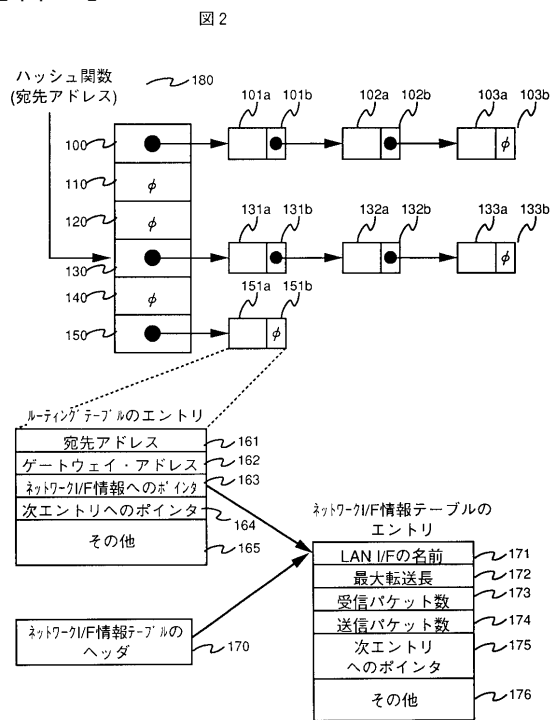 図2
ハッシュ関数
(宛先アドレス)
180
101a 101b 102a 102b 103a 103b
100
φ
110
φ
120
φ
131a 131b 132a 132b 133a 133b
130
φ
140
φ
151a 151b
150
φ
ルーティングテーブルのエントリ
宛先アドレス
161
ゲートウェイ・アドレス
162
ネットワークI/F情報へのポインタ
163
次エントリへのポインタ
164
その他
165
ネットワークI/F情報テーブルの
エントリ
LAN I/Fの名前
171
最大転送長
172
受信パケット数
173
送信パケット数
174
次エントリ
へのポインタ
175
その他
176
ネットワークI/F情報テーブルの
ヘッダ
170